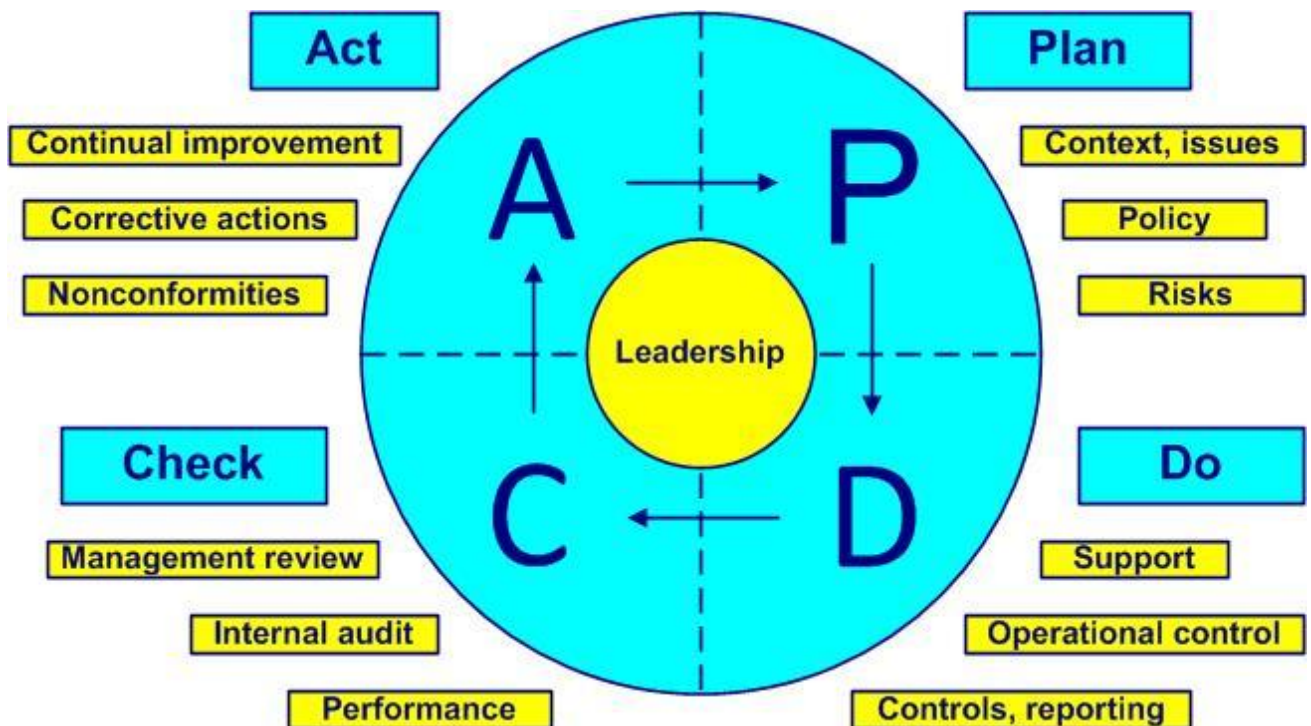 Act
Plan
Continual improvement
Context, issues
Corrective actions
Policy
Nonconformities
Risks
A
P
Leadership
Check
Do
C
D
Management review
Support
Internal audit
Operational control
Performance
Controls, reporting